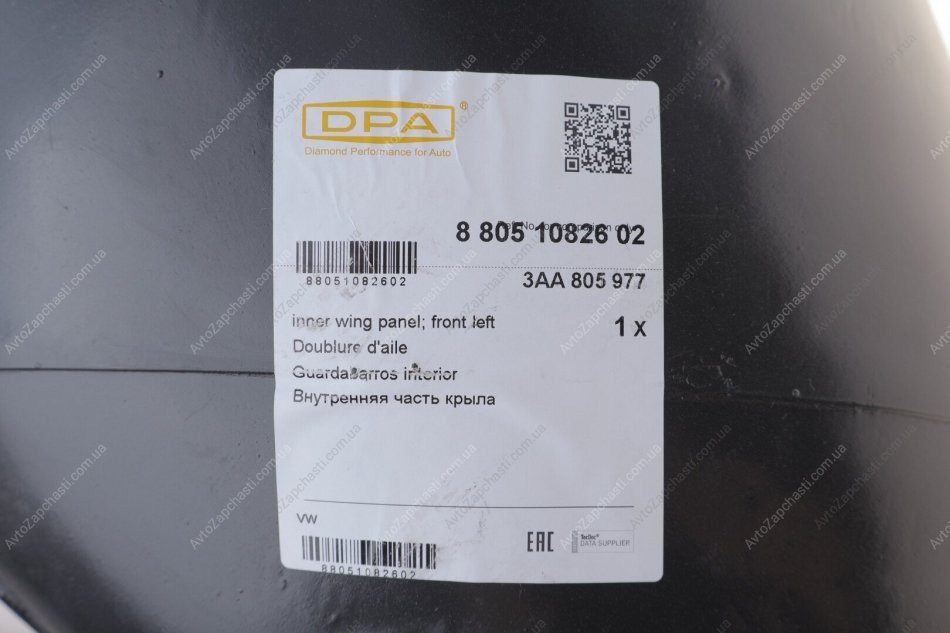 DPA®
Diamond Performance for Auto
8 805 10826 02
88051082602
3AA 805 977
inner wing panel; front left
1 x
Doublure d'aile
Guardabarros interior
Внутренняя часть крыла
VW
88051082602
EAC
TecDoc®
DATA SUPPLIER
AvtoZapchasti.com.ua